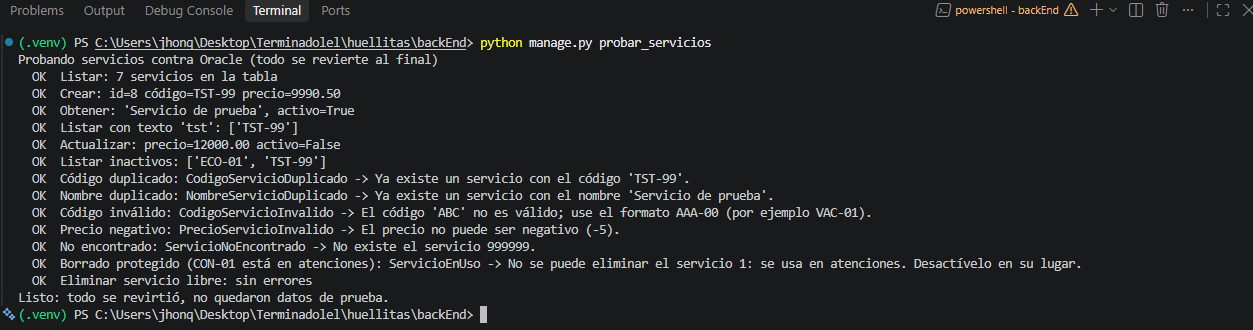 Problems Output Debug Console Terminal Ports
powershell - backEnd
(.venv) PS C:\Users\jhonq\Desktop\Terminadolel\huellitas\backEnd> python manage.py probar_servicios
Probando servicios contra Oracle (todo se revierte al final)
OK Listar: 7 servicios en la tabla
OK Crear: id=8 código=TST-99 precio=9990.50
OK Obtener: 'Servicio de prueba', activo=True
OK Listar con texto 'tst': ['TST-99']
OK Actualizar: precio=12000.00 activo=False
OK Listar inactivos: ['ECO-01', 'TST-99']
OK Código duplicado: CodigoServicioDuplicado -> Ya existe un servicio con el código 'TST-99'.
OK Nombre duplicado: NombreServicioDuplicado -> Ya existe un servicio con el nombre 'Servicio de prueba'.
OK Código inválido: CodigoServicioInvalido -> El código 'ABC' no es válido; use el formato AAA-00 (por ejemplo VAC-01).
OK Precio negativo: PrecioServicioInvalido -> El precio no puede ser negativo (-5).
OK No encontrado: ServicioNoEncontrado -> No existe el servicio 999999.
OK Borrado protegido (CON-01 está en atenciones): ServicioEnUso -> No se puede eliminar el servicio 1: se usa en atenciones. Desactívelo en su lugar.
OK Eliminar servicio libre: sin errores
Listo: todo se revirtió, no quedaron datos de prueba.
(.venv) PS C:\Users\jhonq\Desktop\Terminadolel\huellitas\backEnd>